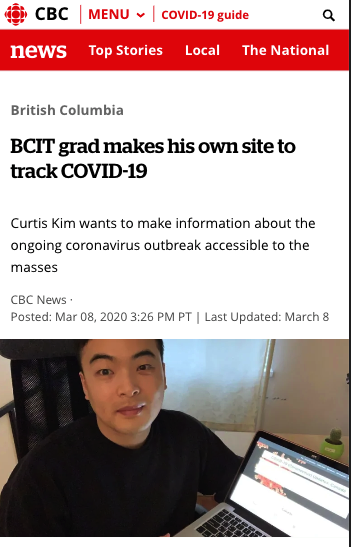 CBC MENU COVID-19 guide
news Top Stories Local The National
British Columbia
BCIT grad makes his own site to
track COVID-19
Curtis Kim wants to make information about the
ongoing coronavirus outbreak accessible to the
masses
CBC News ·
Posted: Mar 08, 2020 3:26 PM PT | Last Updated: March 8